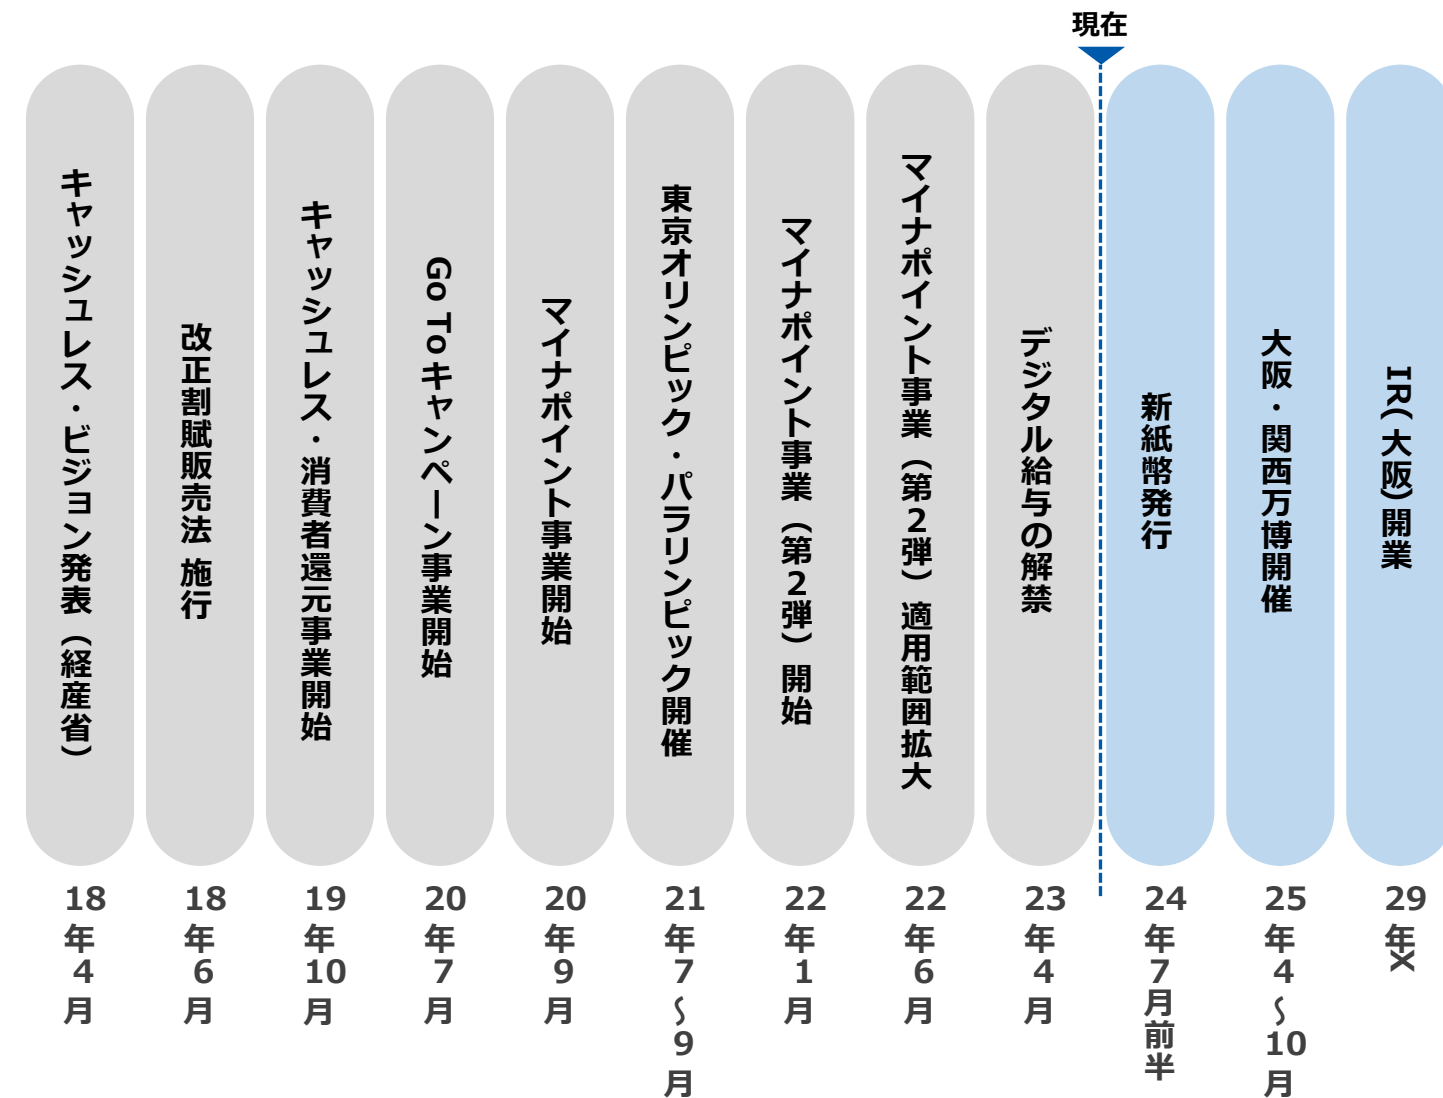 現在
キャッシュレス・ビジョン発表（経産省）
改正割賦販売法 施行
キャッシュレス・消費者還元事業開始
Go Toキャンペーン事業開始
マイナポイント事業開始
東京オリンピック・パラリンピック開催
マイナポイント事業（第2弾）開始
マイナポイント事業（第2弾）適用範囲拡大
デジタル給与の解禁
新紙幣発行
大阪・関西万博開催
IR(大阪)開業
18年4月
18年6月
19年10月
20年7月
20年9月
21年7～9月
22年1月
22年6月
23年4月
24年7月前半
25年4～10月
29年X